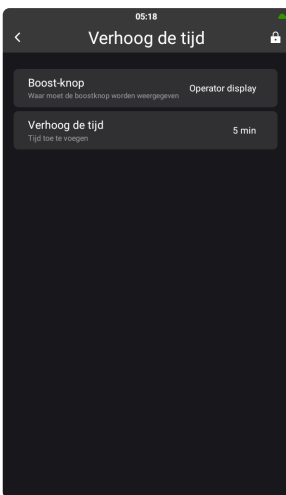 05:18
Verhoog de tijd
Boost-knop
Waar moet de boostknop worden weergegeven
Operator display
Verhoog de tijd
Tijd toe te voegen
5 min